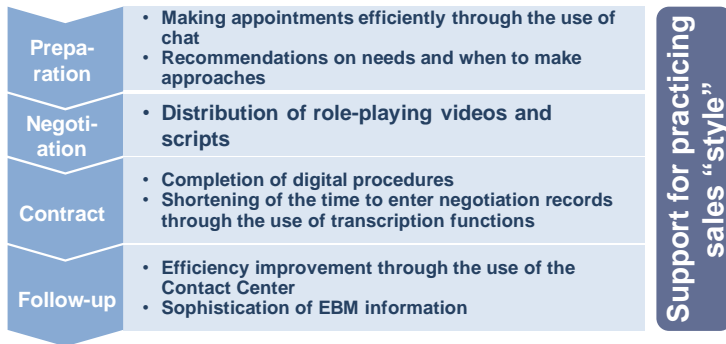 Prepa-
ration
• Making appointments efficiently through the use of
chat
• Recommendations on needs and when to make
approaches
Negoti-
ation
• Distribution of role-playing videos and
scripts
Contract
• Completion of digital procedures
• Shortening of the time to enter negotiation records
through the use of transcription functions
Follow-up
• Efficiency improvement through the use of the
Contact Center
• Sophistication of EBM information
Support for practicing
sales “style”